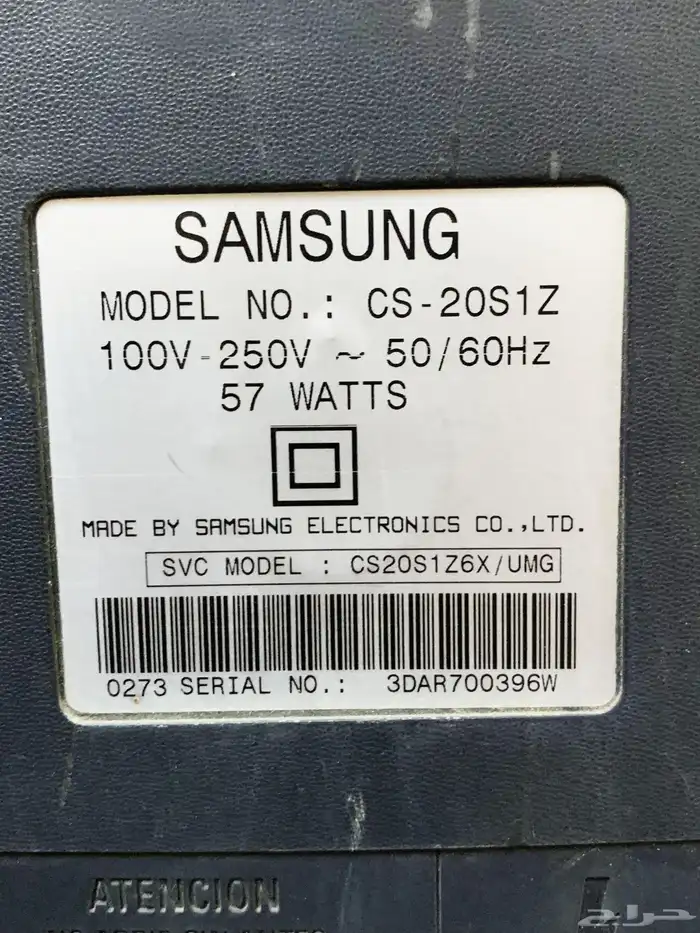 SAMSUNG
MODEL NO.: CS-20S1Z
100V-250V ~ 50/60Hz
57 WATTS
MADE BY SAMSUNG ELECTRONICS CO.,LTD.
SVC MODEL : CS20S1Z6X/UMG
0273 SERIAL NO.: 3DAR700396W
ATENCION
حراج